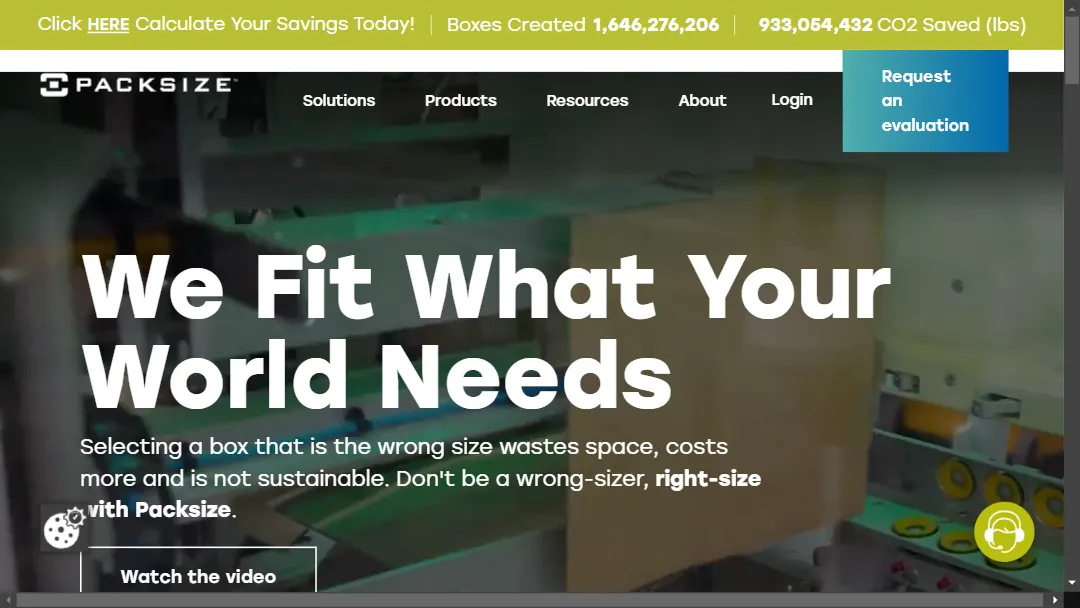 Click HERE Calculate Your Savings Today! Boxes Created 1,646,276,206 933,054,432 CO2 Saved (lbs)
PACKSIZE™
Solutions Products Resources About Login
Request
an
evaluation
We Fit What Your
World Needs
Selecting a box that is the wrong size wastes space, costs
more and is not sustainable. Don't be a wrong-sizer, right-size
with Packsize.
Watch the video